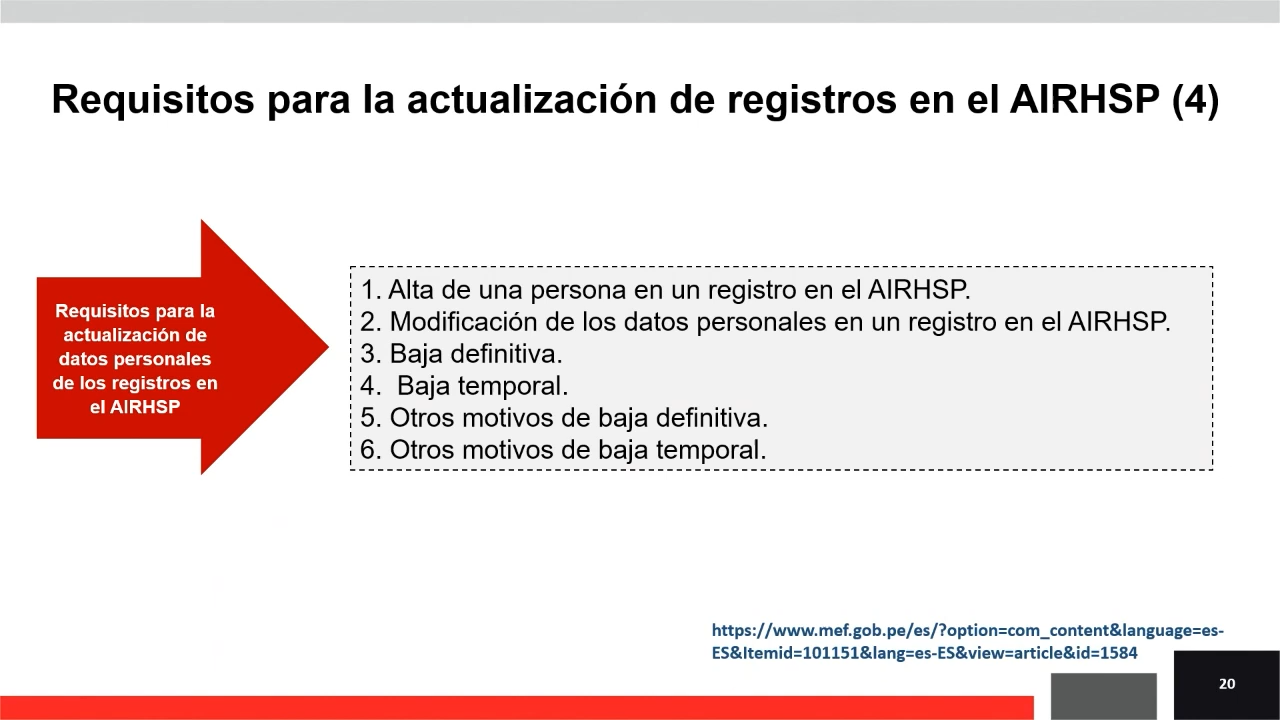 Requisitos para la actualización de registros en el AIRHSP (4)
Requisitos para la
actualización de
datos personales
de los registros en
el AIRHSP
1. Alta de una persona en un registro en el AIRHSP.
2. Modificación de los datos personales en un registro en el AIRHSP.
3. Baja definitiva.
4.  Baja temporal.
5. Otros motivos de baja definitiva.
6. Otros motivos de baja temporal.
https://www.mef.gob.pe/es/?option=com_content&language=es-
ES&Itemid=101151&lang=es-ES&view=article&id=1584
20